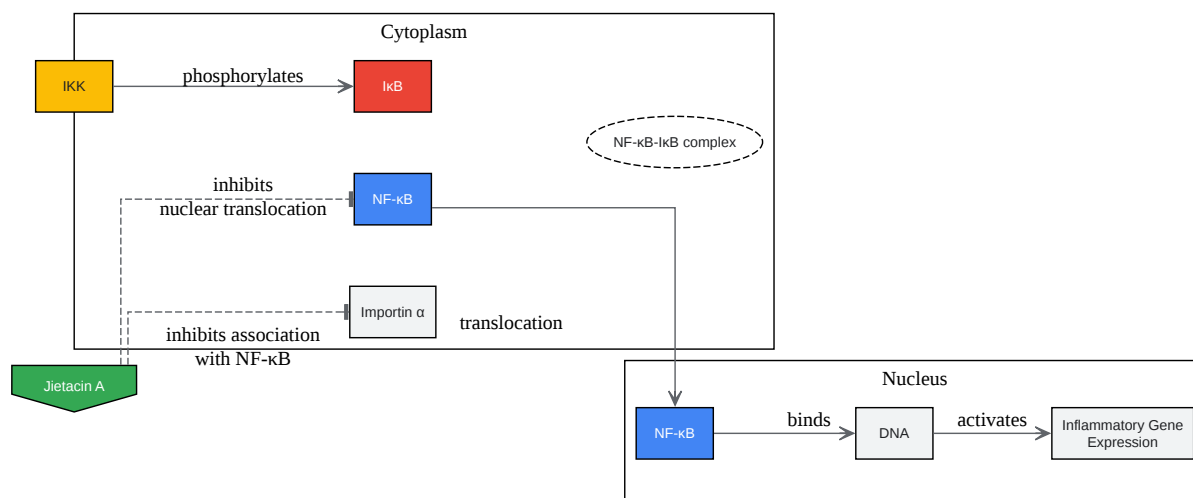 Cytoplasm
IKK
phosphorylates
IκB
NF-κB-IκB complex
inhibits
nuclear translocation
NF-κB
Importin α
translocation
inhibits association
with NF-κB
Jietacin A
Nucleus
NF-κB
binds
DNA
activates
Inflammatory Gene
Expression